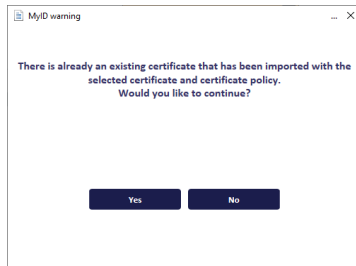 MyID warning
...
There is already an existing certificate that has been imported with the
selected certificate and certificate policy.
Would you like to continue?
Yes No